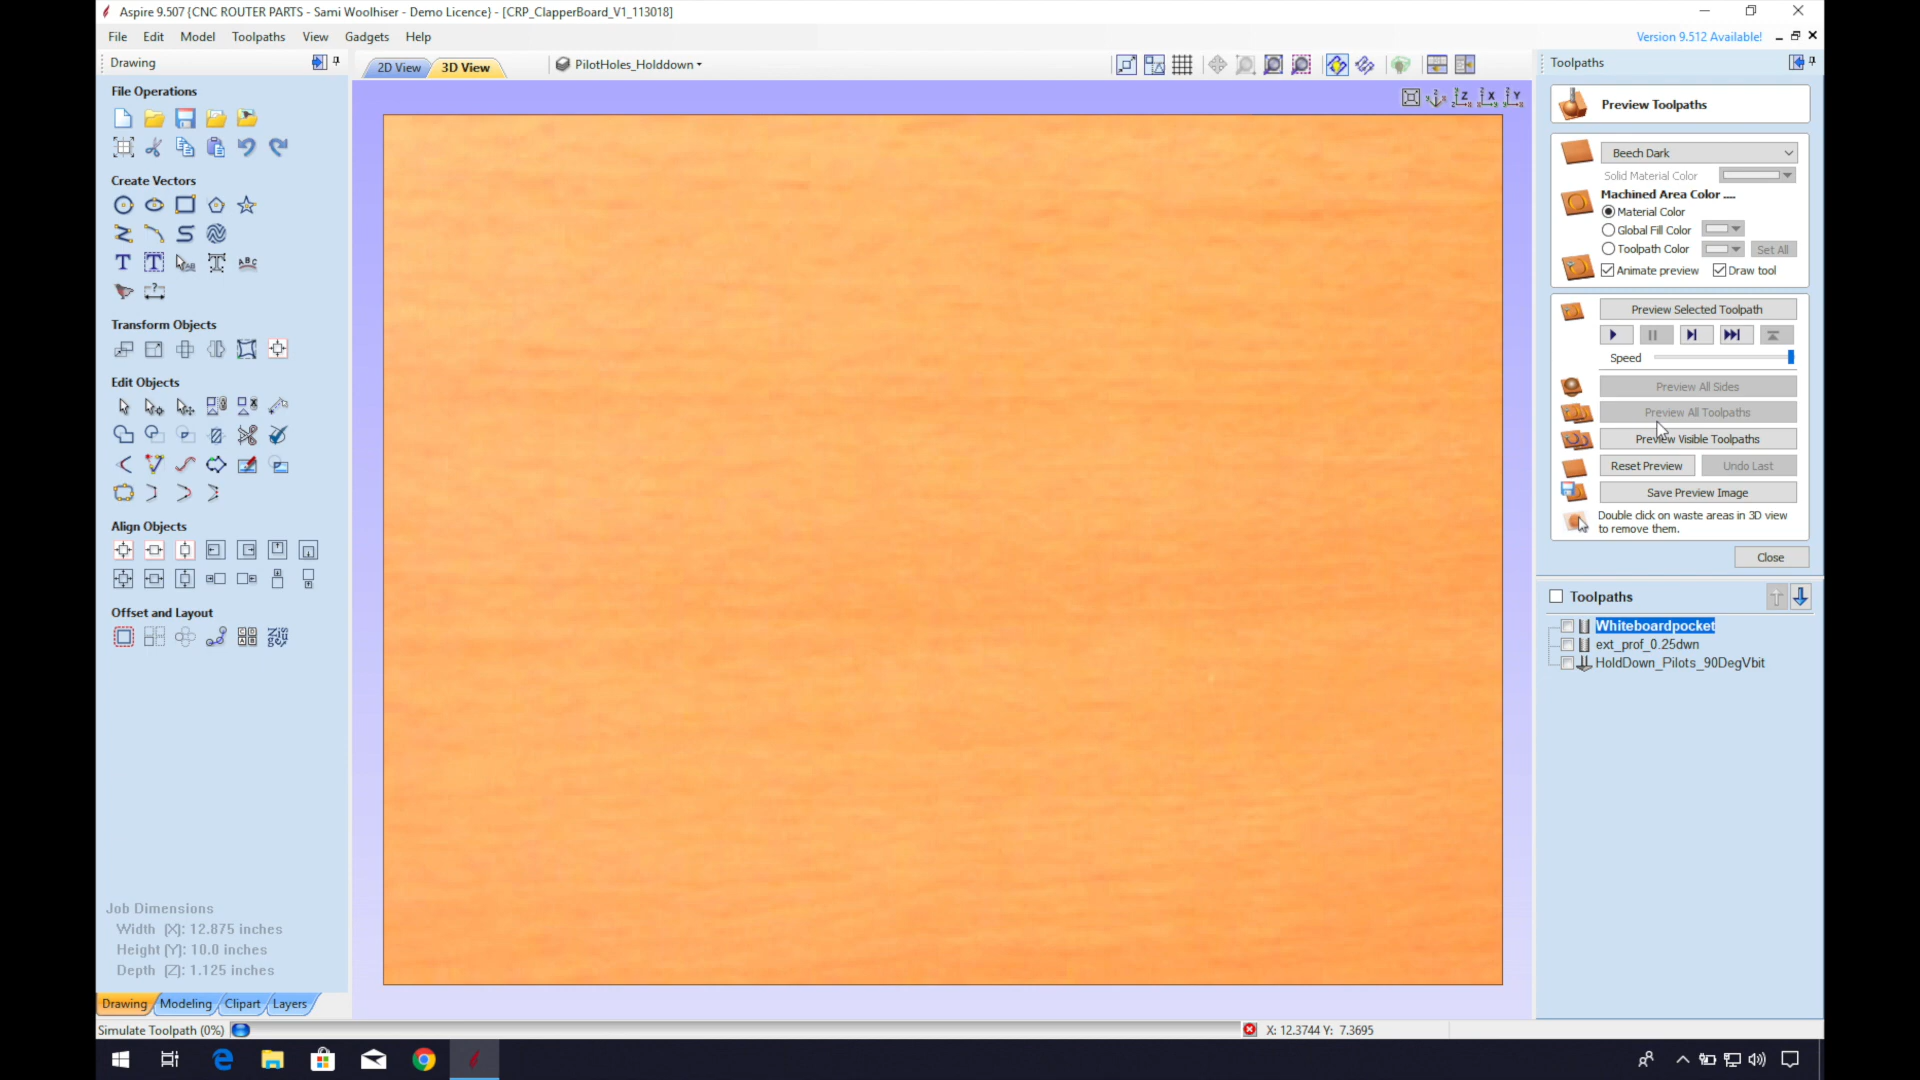 Aspire 9.507 {CNC ROUTER PARTS - Sami Woolhiser - Demo Licence} - [CRP_ClapperBoard_V1_113018]
File Edit Model Toolpaths View Gadgets Help
Version 9.512 Available!
Drawing
2D View 3D View
PilotHoles_Holddown
Toolpaths
File Operations
Create Vectors
Transform Objects
Edit Objects
Align Objects
Offset and Layout
Job Dimensions
Width (X): 12.875 inches
Height (Y): 10.0 inches
Depth (Z): 1.125 inches
Drawing Modeling Clipart Layers
Z
X
Y
Preview Toolpaths
Beech Dark
Solid Material Color
Machined Area Color ....
Material Color
Global Fill Color
Toolpath Color
Set All
Animate preview
Draw tool
Preview Selected Toolpath
Speed
Preview All Sides
Preview All Toolpaths
Preview Visible Toolpaths
Reset Preview
Undo Last
Save Preview Image
Double click on waste areas in 3D view
to remove them.
Close
Toolpaths
Whiteboardpocket
ext_prof_0.25dwn
HoldDown_Pilots_90DegVbit
Simulate Toolpath (0%)
X: 12.3744 Y: 7.3695